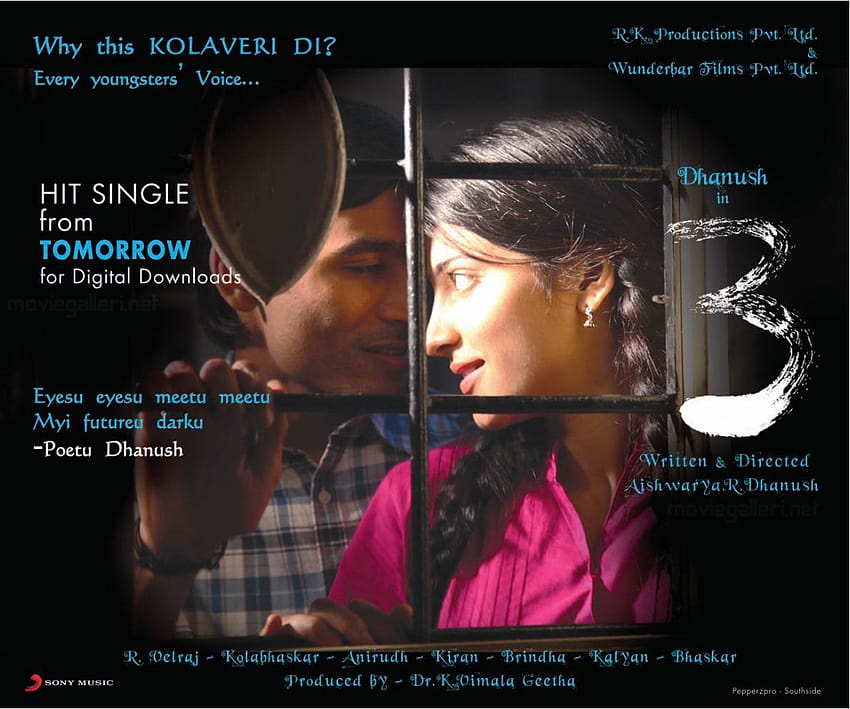 Why this KOLAVERI DI?
Every youngsters' Voice...
R.K.Productions Pvt. Ltd.
&
Wunderbar Films Pvt. Ltd.
HIT SINGLE
from
TOMORROW
for Digital Downloads
moviegalleri.net
Dhanush
in
3
Eyesu eyesu meetu meetu
Myi futureu darku
-Poetu Dhanush
Written & Directed
Aishwarya.R.Dhanush
moviegalleri.net
R. Velraj - Kolabhaskar - Anirudh - Kiran - Brindha - Kalyan - Bhaskar
Produced by - Dr.K.Vimala Geetha
SONY MUSIC
Pepperzpro - Southside